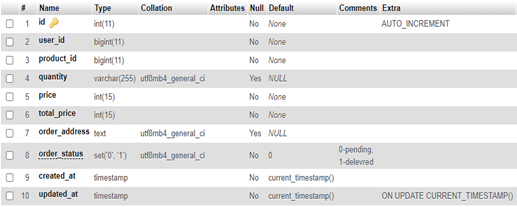 # Name Type Collation Attributes Null Default Comments Extra
1 id int(11) No None AUTO_INCREMENT
2 user_id bigint(11) No None
3 product_id bigint(11) No None
4 quantity varchar(255) utf8mb4_general_ci Yes NULL
5 price int(15) No None
6 total_price int(15) No None
7 order_address text utf8mb4_general_ci Yes NULL
8 order_status set('0', '1') utf8mb4_general_ci No 0 0-pending,
1-delevred
9 created_at timestamp No current_timestamp()
10 updated_at timestamp No current_timestamp() ON UPDATE CURRENT_TIMESTAMP()